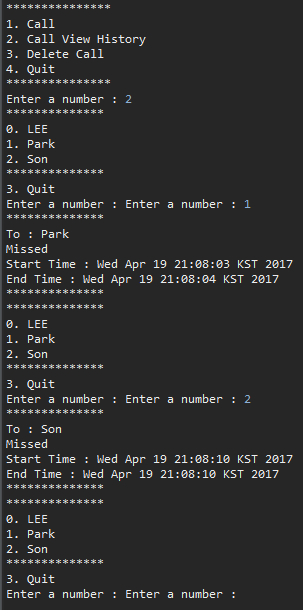 ***************
1. Call
2. Call View History
3. Delete Call
4. Quit
***************
Enter a number : 2
**************
0. LEE
1. Park
2. Son
**************
3. Quit
Enter a number : Enter a number : 1
**************
To : Park
Missed
Start Time : Wed Apr 19 21:08:03 KST 2017
End Time : Wed Apr 19 21:08:04 KST 2017
**************
**************
0. LEE
1. Park
2. Son
**************
3. Quit
Enter a number : Enter a number : 2
**************
To : Son
Missed
Start Time : Wed Apr 19 21:08:10 KST 2017
End Time : Wed Apr 19 21:08:10 KST 2017
**************
**************
0. LEE
1. Park
2. Son
**************
3. Quit
Enter a number : Enter a number :